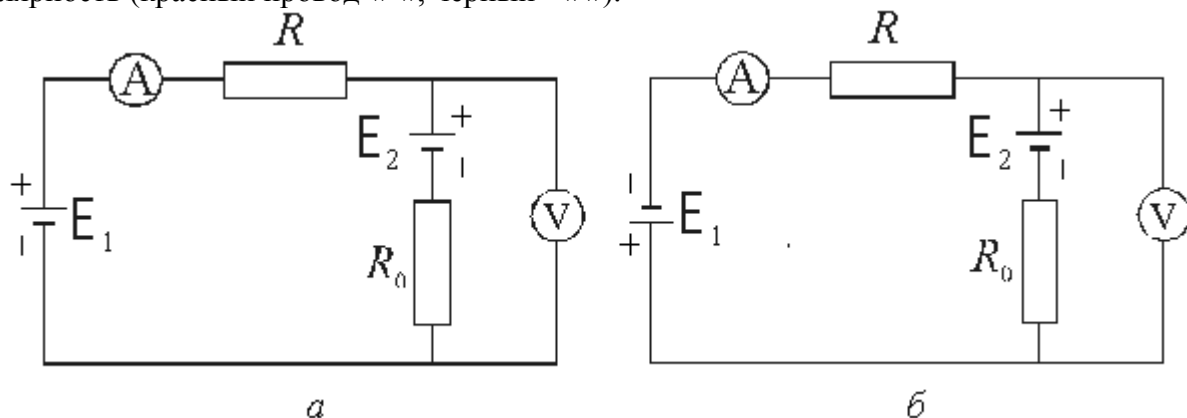 R
R
A
A
+
E₂
–
+
E₂
–
+
E₁
–
V
–
E₁
+
V
R₀
R₀
а
б